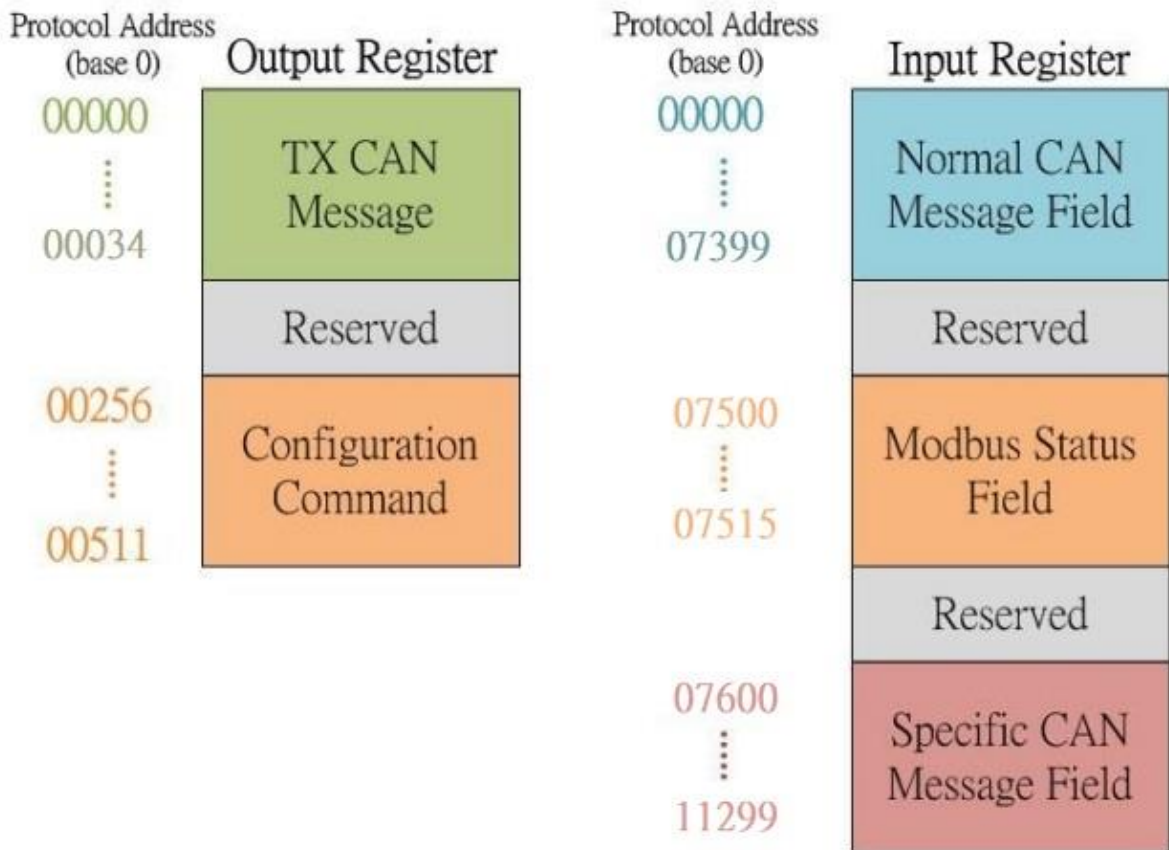 Protocol Address
(base 0)
Output Register
00000
00034
TX CAN
Message
Reserved
00256
00511
Configuration
Command
Protocol Address
(base 0)
Input Register
00000
07399
Normal CAN
Message Field
Reserved
07500
07515
Modbus Status
Field
Reserved
07600
11299
Specific CAN
Message Field